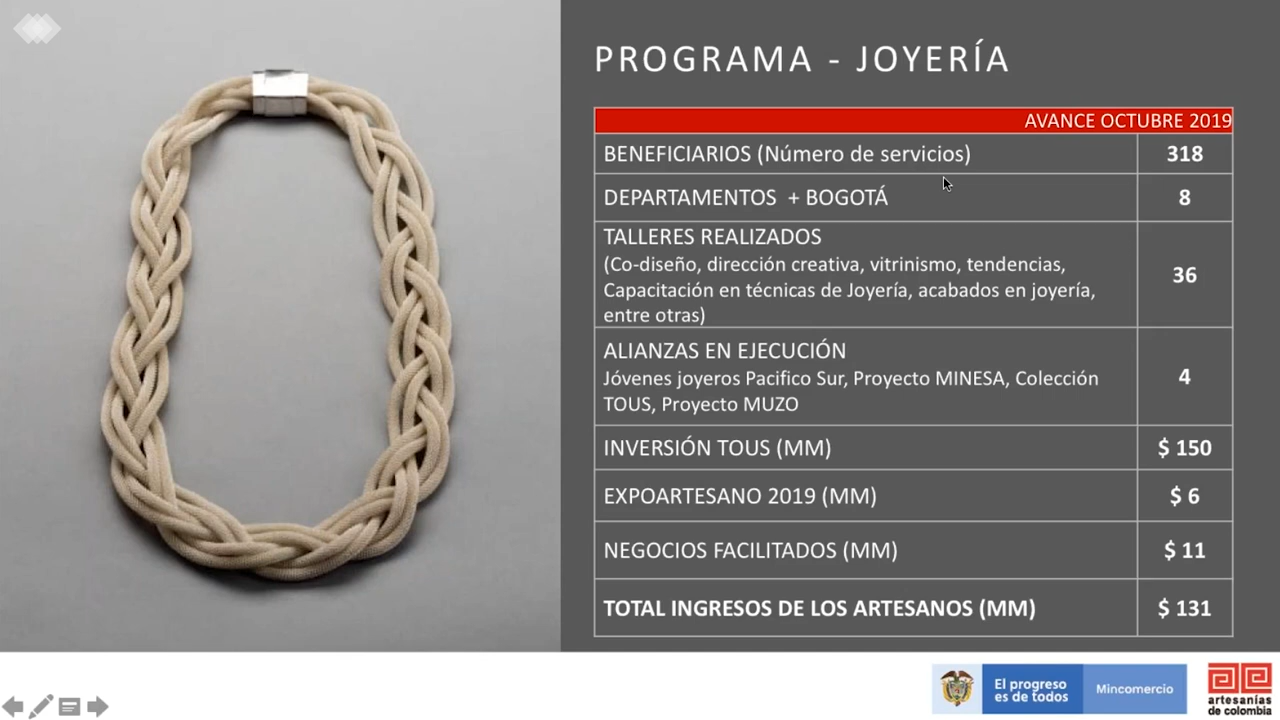 PROGRAMA - JOYERÍA
AVANCE OCTUBRE 2019
BENEFICIARIOS (Número de servicios) 318
DEPARTAMENTOS + BOGOTÁ 8
TALLERES REALIZADOS
(Co-diseño, dirección creativa, vitrinismo, tendencias,
Capacitación en técnicas de Joyería, acabados en joyería,
entre otras)
36
ALIANZAS EN EJECUCIÓN
Jóvenes joyeros Pacifico Sur, Proyecto MINESA, Colección
TOUS, Proyecto MUZO
4
INVERSIÓN TOUS (MM) $ 150
EXPOARTESANO 2019 (MM) $ 6
NEGOCIOS FACILITADOS (MM) $ 11
TOTAL INGRESOS DE LOS ARTESANOS (MM) $ 131
El progreso
es de todos
Mincomercio
artesanías
de colombia